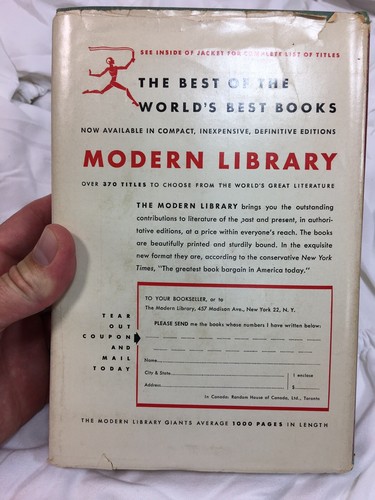 SEE INSIDE OF JACKET FOR COMPLETE LIST OF TITLES
THE BEST OF THE
WORLD'S BEST BOOKS
NOW AVAILABLE IN COMPACT, INEXPENSIVE, DEFINITIVE EDITIONS
MODERN LIBRARY
OVER 370 TITLES TO CHOOSE FROM THE WORLD'S GREAT LITERATURE
THE MODERN LIBRARY brings you the outstanding
contributions to literature of the past and present, in authori-
tative editions, at a price within everyone's reach. The books
are beautifully printed and sturdily bound. In the exquisite
new format they are, according to the conservative New York
Times, "The greatest book bargain in America today."
TO YOUR BOOKSELLER, or to
The Modern Library, 457 Madison Ave., New York 22, N. Y.
PLEASE SEND me the books whose numbers I have written below:
TEAR
OUT
COUPON
AND
MAIL
TODAY
Name
City & State
Address
I enclose
$
In Canada: Random House of Canada, Ltd., Toronto
THE MODERN LIBRARY GIANTS AVERAGE 1000 PAGES IN LENGTH